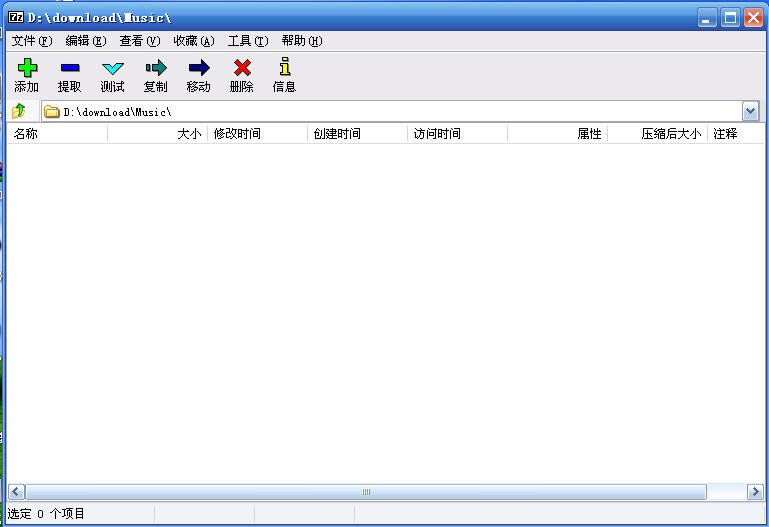 D:\download\Music\
文件(F) 编辑(E) 查看(V) 收藏(A) 工具(T) 帮助(H)
添加 提取 测试 复制 移动 删除 信息
D:\download\Music\
名称 大小 修改时间 创建时间 访问时间 属性 压缩后大小 注释
选定 0 个项目